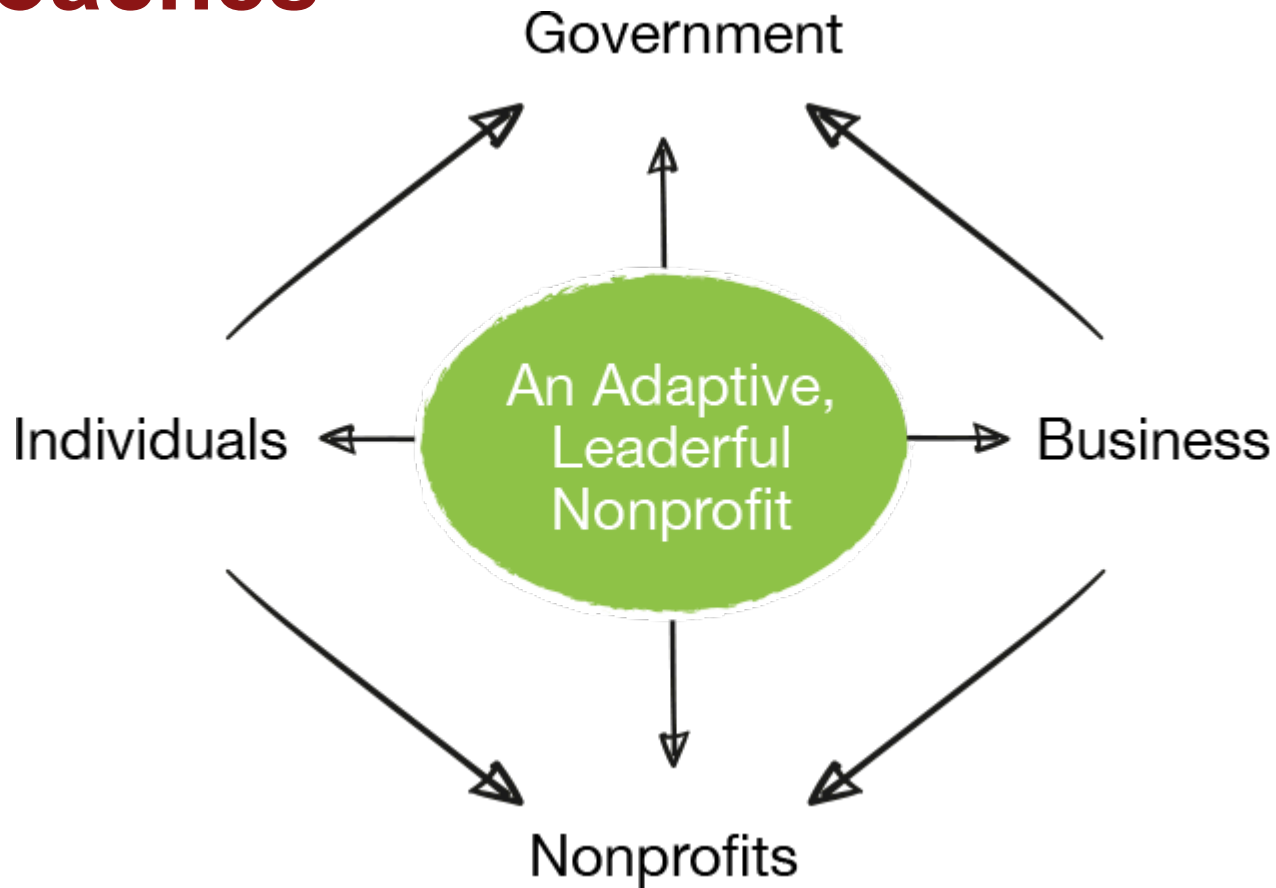 Government
An Adaptive,
Leaderful
Nonprofit
Individuals
Business
Nonprofits